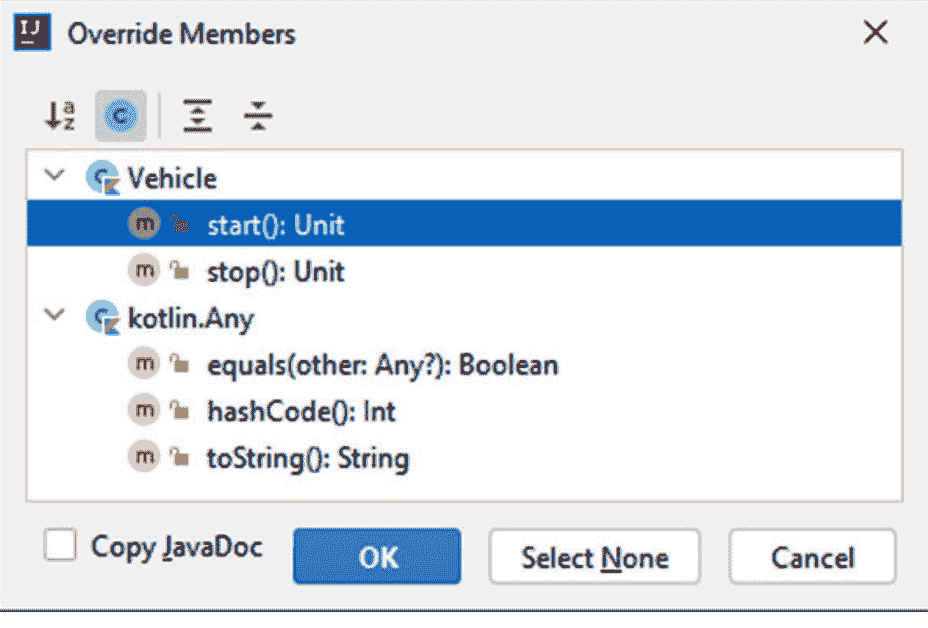 IJ Override Members
a
z
C
C Vehicle
m start(): Unit
m stop(): Unit
C kotlin.Any
m equals(other: Any?): Boolean
m hashCode(): Int
m toString(): String
Copy JavaDoc OK Select None Cancel